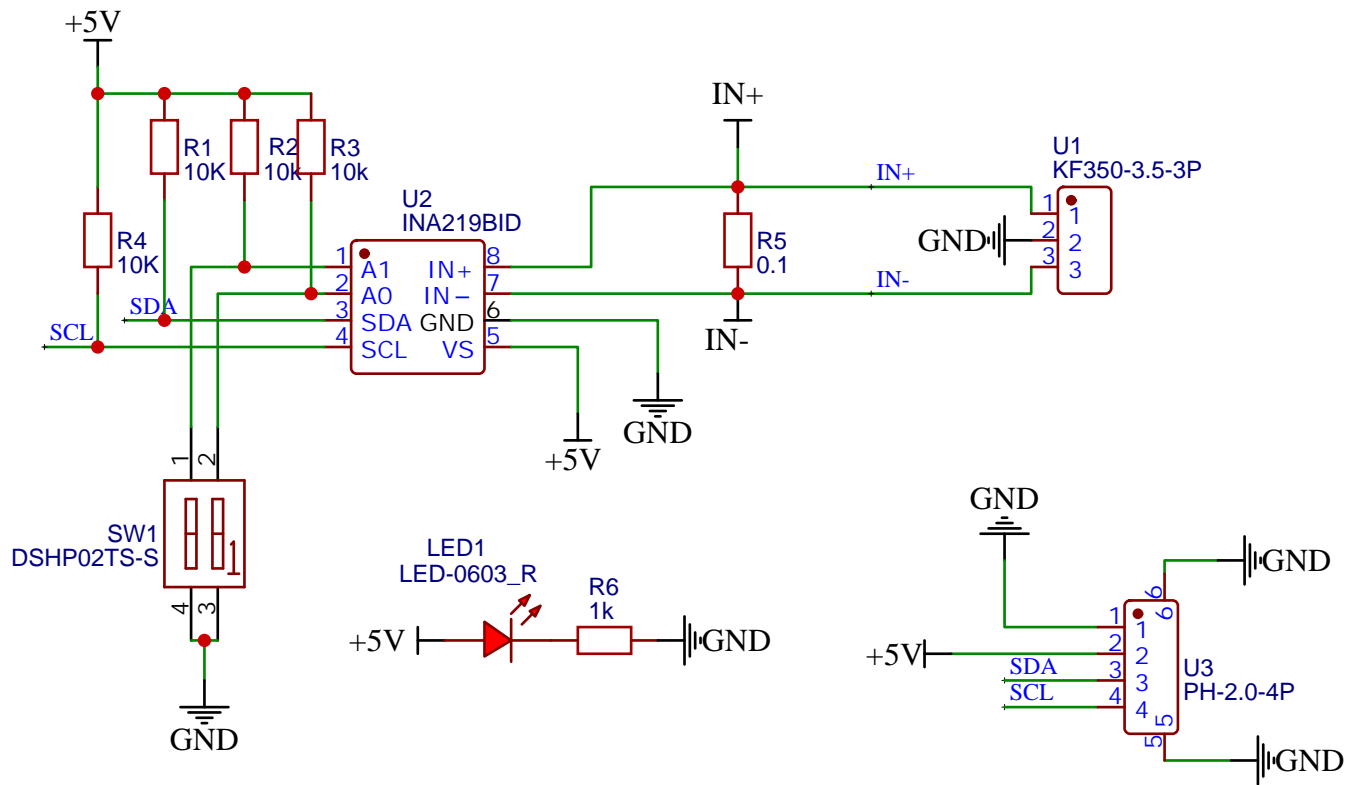 +5V
IN+
R1
10K
R2
10k
R3
10k
U1
KF350-3.5-3P
IN+
U2
INA219BID
1
1
2
2
3
3
GND
R4
10K
R5
0.1
1
A1
IN+
8
2
A0
IN-
7
3
SDA
GND
6
4
SCL
VS
5
SDA
SCL
IN-
IN-
GND
+5V
1
2
SW1
DSHP02TS-S
1
4
3
GND
LED1
LED-0603_R
R6
1k
+5V
GND
GND
GND
6
6
1
1
2
2
3
3
4
4
+5V
SDA
SCL
U3
PH-2.0-4P
5
5
GND